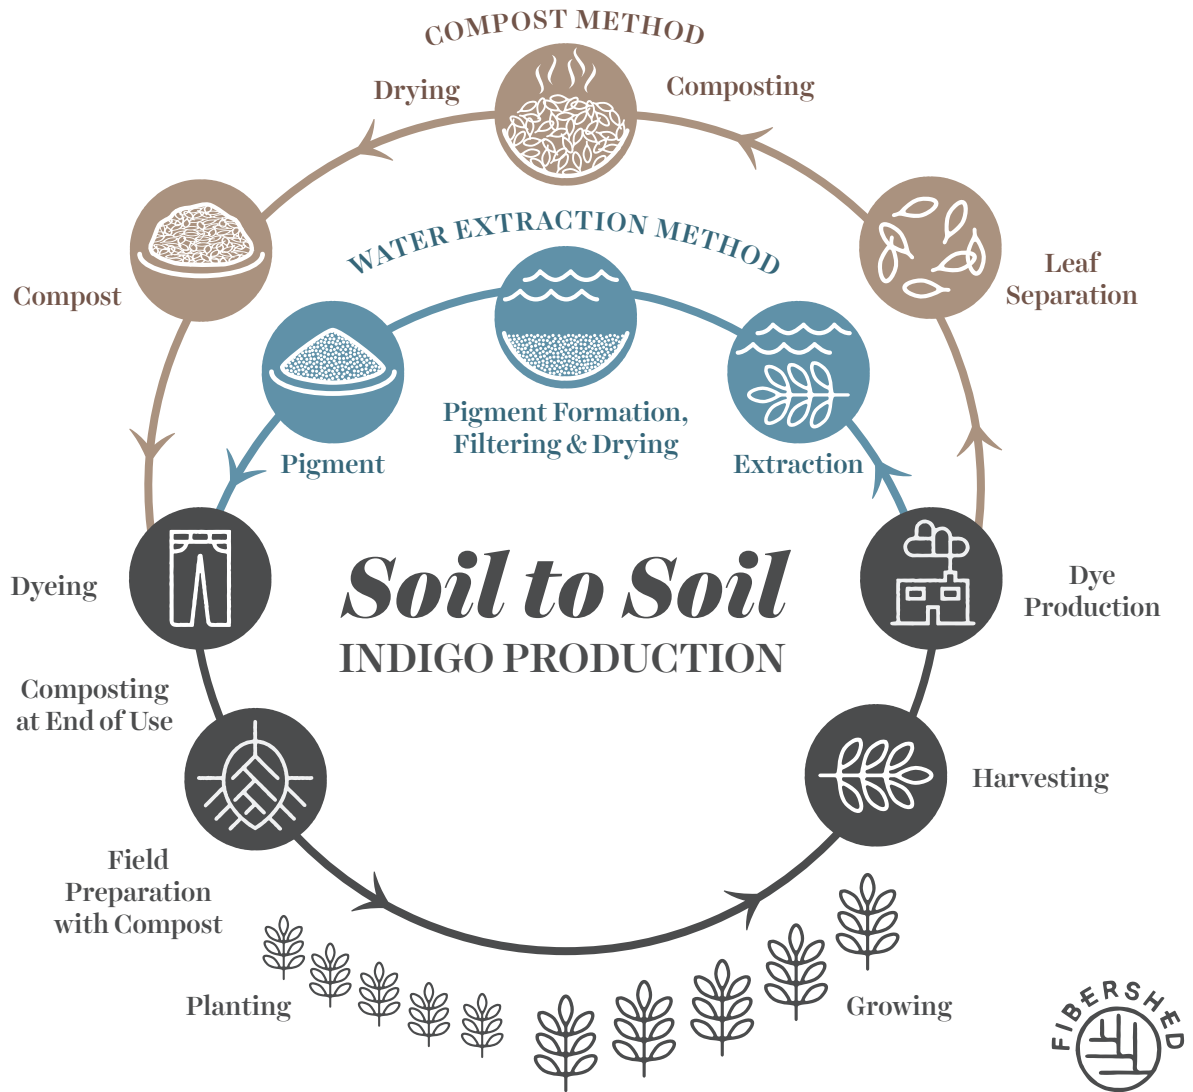 COMPOST METHOD
Drying
Composting
Compost
Leaf
Separation
WATER EXTRACTION METHOD
Pigment Formation,
Filtering & Drying
Pigment
Extraction
Soil to Soil
INDIGO PRODUCTION
Dyeing
Dye
Production
Composting
at End of Use
Harvesting
Field
Preparation
with Compost
Planting
Growing
FIBERSHED